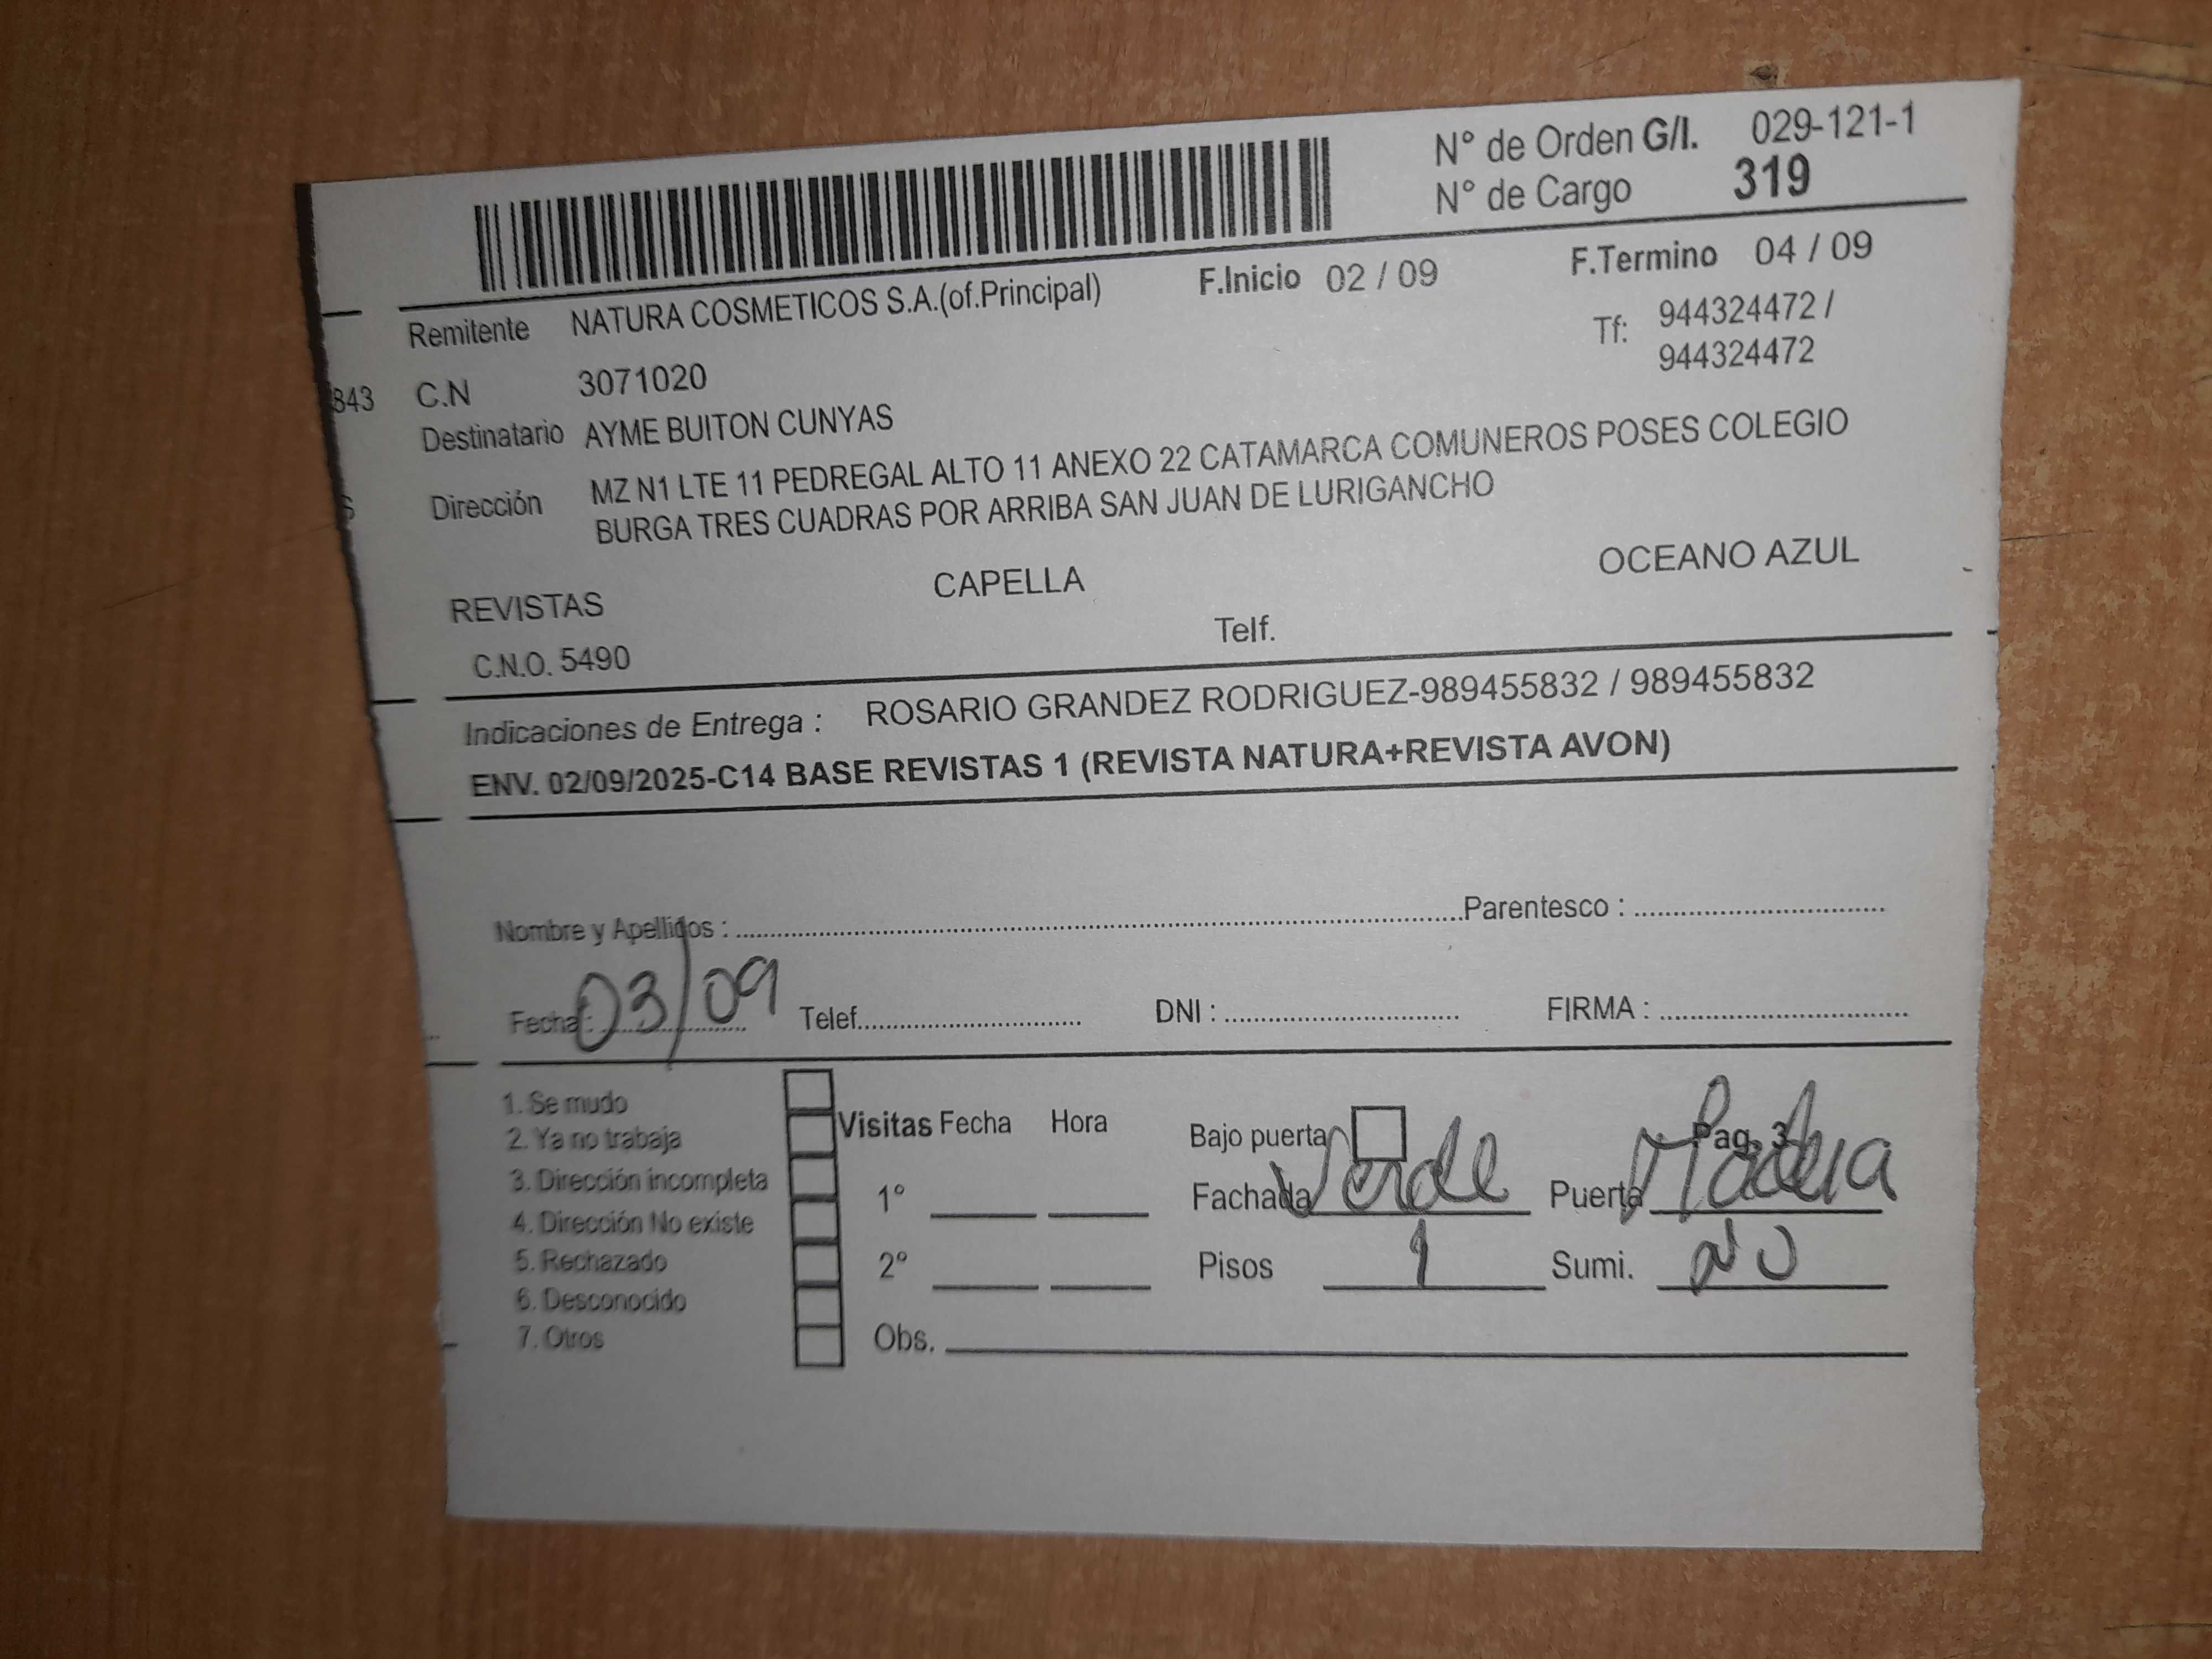 N° de Orden G/I. 029-121-1
N° de Cargo 319
Remitente NATURA COSMETICOS S.A.(of.Principal) F.Inicio 02 / 09 F.Termino 04 / 09
Tf: 944324472 /
944324472
843 C.N 3071020
Destinatario AYME BUITON CUNYAS
S Dirección MZ N1 LTE 11 PEDREGAL ALTO 11 ANEXO 22 CATAMARCA COMUNEROS POSES COLEGIO
BURGA TRES CUADRAS POR ARRIBA SAN JUAN DE LURIGANCHO
REVISTAS CAPELLA OCEANO AZUL
C.N.O. 5490 Telf.
Indicaciones de Entrega : ROSARIO GRANDEZ RODRIGUEZ-989455832 / 989455832
ENV. 02/09/2025-C14 BASE REVISTAS 1 (REVISTA NATURA+REVISTA AVON)
Nombre y Apellidos : Parentesco :
Fecha : 03/09 Telef. DNI : FIRMA :
1. Se mudo
2. Ya no trabaja
3. Dirección incompleta
4. Dirección No existe
5. Rechazado
6. Desconocido
7. Otros
Visitas Fecha Hora
1°
2°
Obs.
Bajo puerta Pag. 3
Fachada Verde Puerta Madera
Pisos 1 Sumi. NO